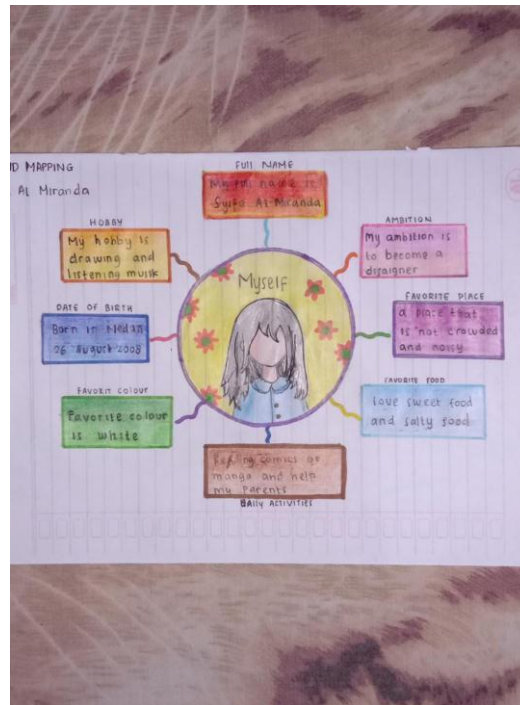 D MAPPING
Al Miranda
FULL NAME
My full name is
Syifa Al-Miranda
HOBBY
My hobby is
drawing and
listening musik
AMBITION
My ambition is
to become a
disaigner
Myself
DATE OF BIRTH
Born in Medan
06 August 2008
FAVORITE PLACE
a place that
is not crowded
and noisy
FAVORIT COLOUR
Favorite colour
is white
FAVORITE FOOD
love sweet food
and salty food
Reading comics or
manga and help
my parents
DAILY ACTIVITIES